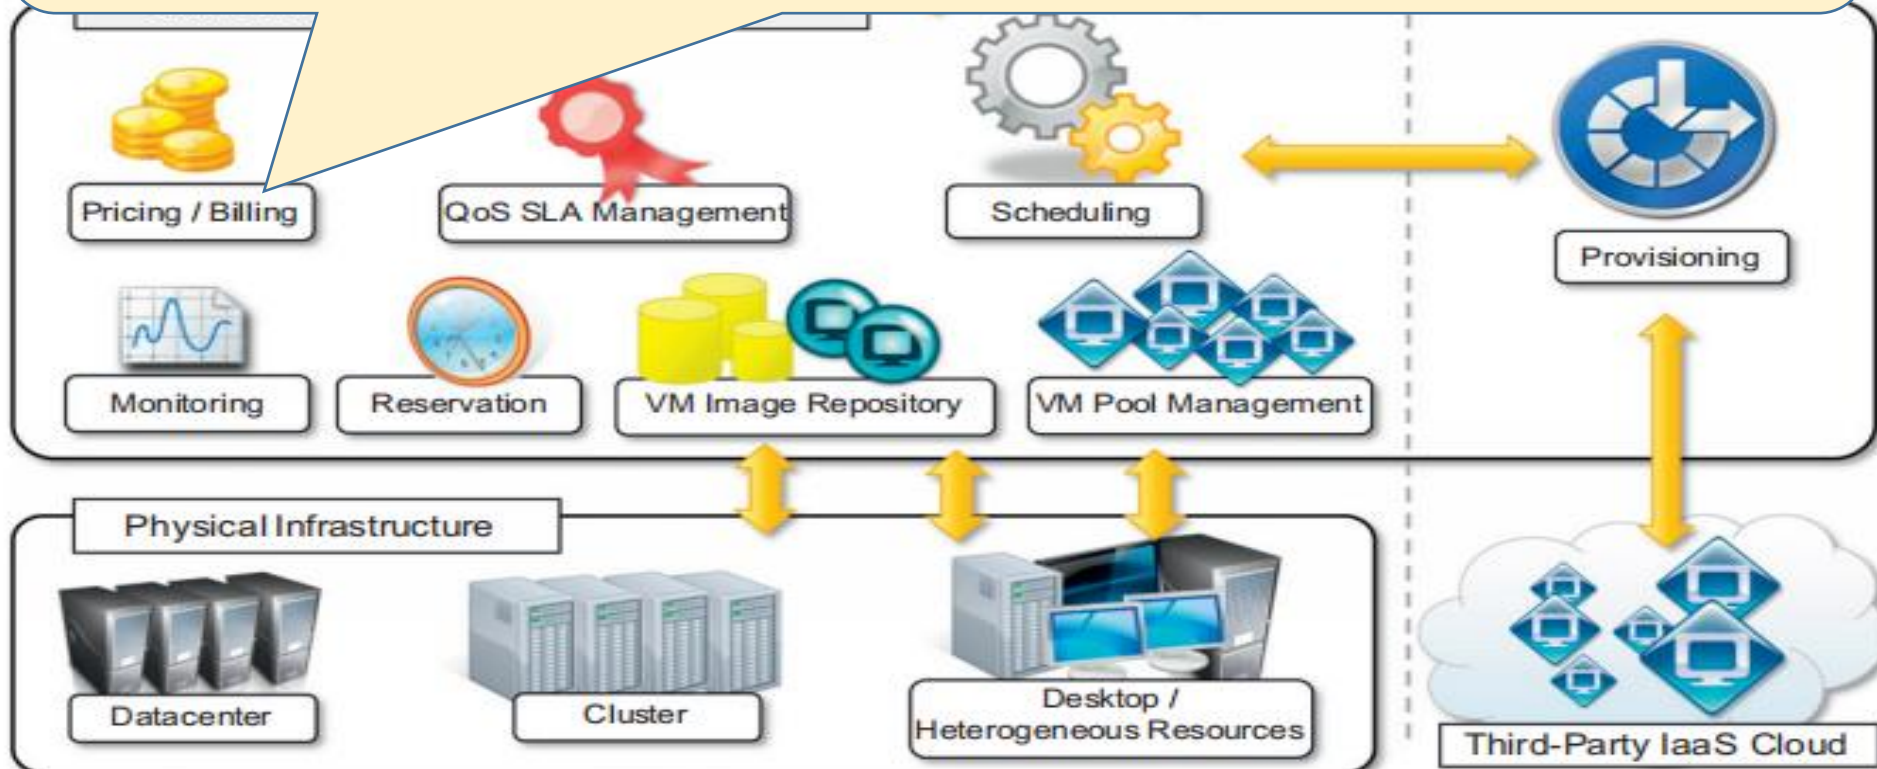 Pricing / Billing
QoS SLA Management
Scheduling
Provisioning
Monitoring
Reservation
VM Image Repository
VM Pool Management
Physical Infrastructure
Datacenter
Cluster
Desktop /
Heterogeneous Resources
Third-Party IaaS Cloud